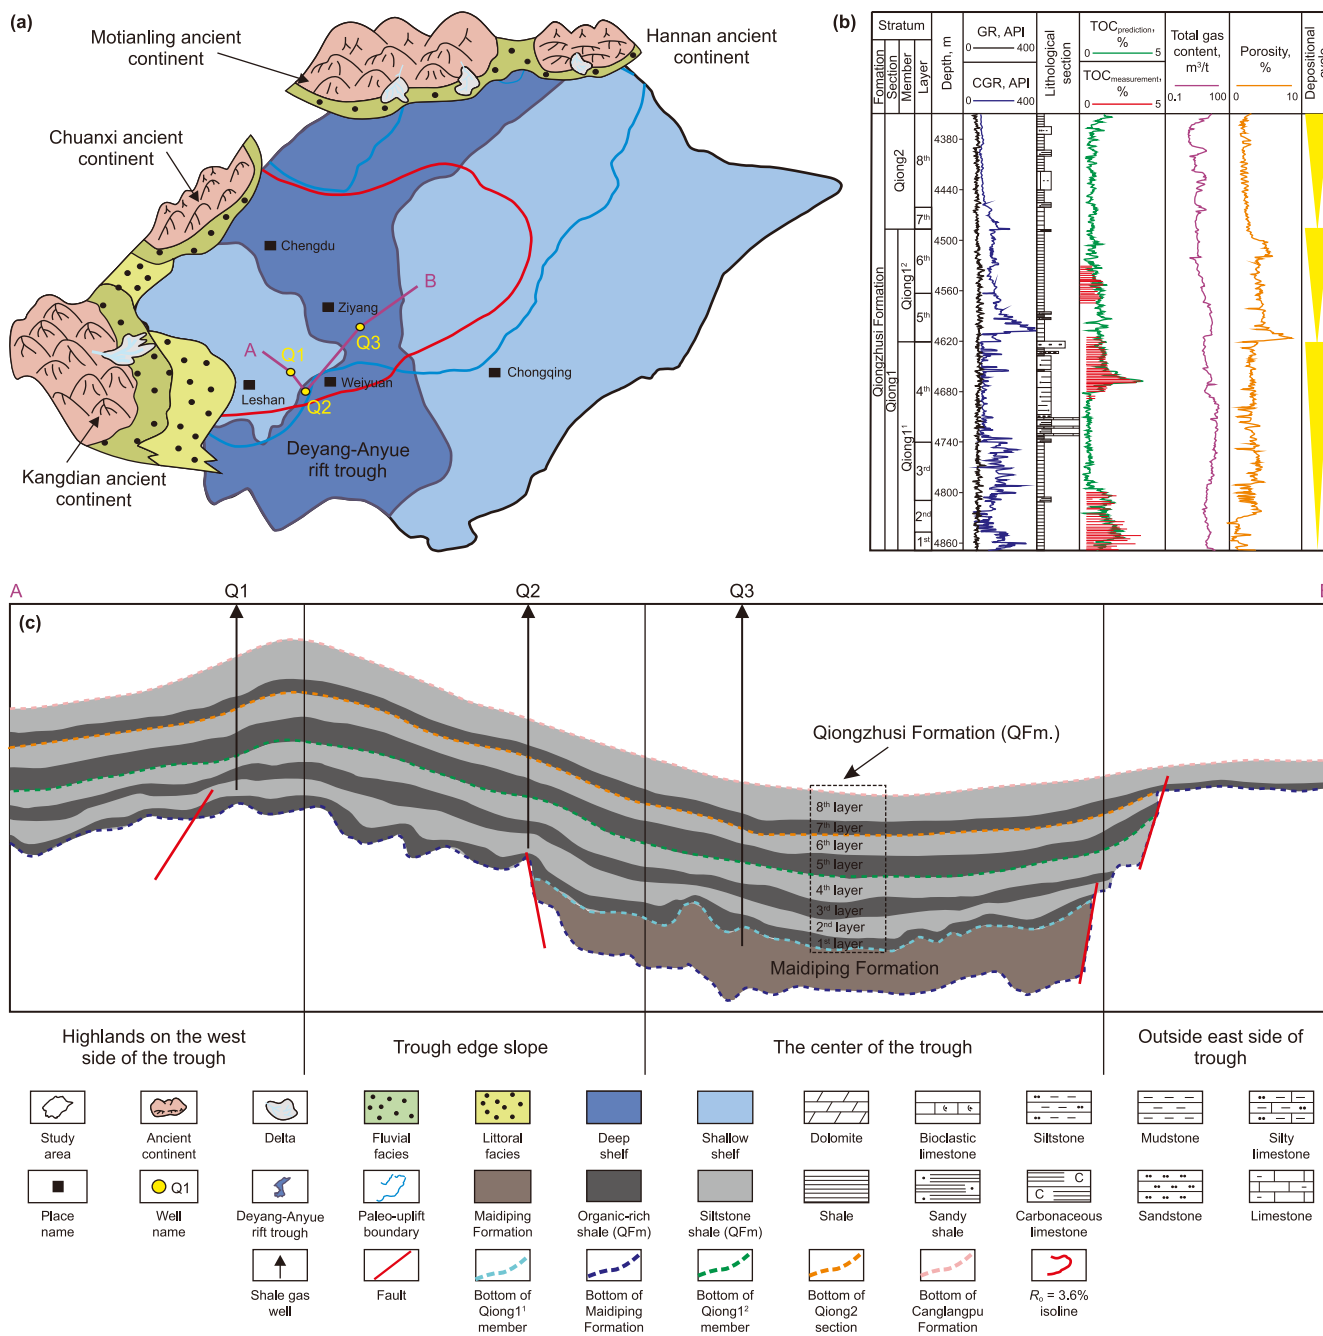 (a)
Motianling ancient
continent
Hannan ancient
continent
Chuanxi ancient
continent
Chengdu
Ziyang
B
A
Q1
Q3
Leshan
Weiyuan
Q2
Chongqing
Deyang-Anyue
rift trough
Kangdian ancient
continent
(b)
Stratum
Formation
Section
Member
Layer
Depth, m
GR, API
0 400
CGR, API
0 400
Lithological
section
TOCprediction,
%
0 5
TOCmeasurement,
%
0 5
Total gas
content,
m³/t
0.1 100
Porosity,
%
0 10
Depositional
Qiongzhusi Formation
Qiong2
Qiong1
Qiong1²
Qiong1¹
8th
7th
6th
5th
4th
3rd
2nd
1st
4380
4440
4500
4560
4620
4680
4740
4800
4860
A
Q1
Q2
Q3
(c)
Qiongzhusi Formation (QFm.)
8th layer
7th layer
6th layer
5th layer
4th layer
3rd layer
2nd layer
1st layer
Maidiping Formation
Highlands on the west
side of the trough
Trough edge slope
The center of the trough
Outside east side of
trough
Study
area
Ancient
continent
Delta
Fluvial
facies
Littoral
facies
Deep
shelf
Shallow
shelf
Dolomite
Bioclastic
limestone
Siltstone
Mudstone
Silty
limestone
Q1
C
C
Place
name
Well
name
Deyang-Anyue
rift trough
Paleo-uplift
boundary
Maidiping
Formation
Organic-rich
shale (QFm)
Siltstone
shale (QFm)
Shale
Sandy
shale
Carbonaceous
limestone
Sandstone
Limestone
Shale gas
well
Fault
Bottom of
Qiong1¹
member
Bottom of
Maidiping
Formation
Bottom of
Qiong1²
member
Bottom of
Qiong2
section
Bottom of
Canglangpu
Formation
Ro = 3.6%
isoline